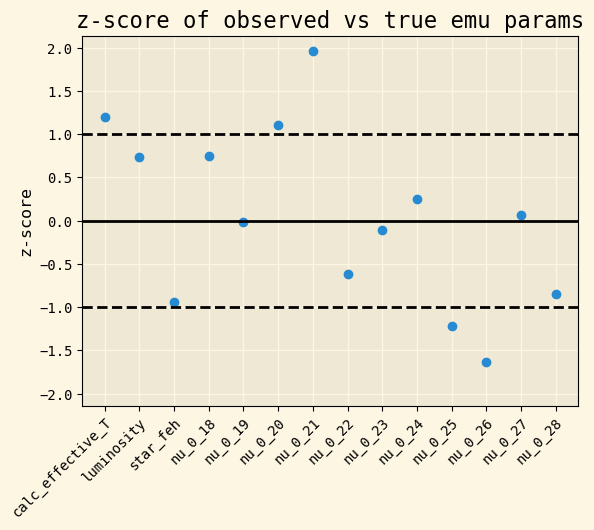 z-score of observed vs true emu params
z-score
2.0
1.5
1.0
0.5
0.0
−0.5
−1.0
−1.5
−2.0
calc_effective_T
luminosity
star_feh
nu_0_18
nu_0_19
nu_0_20
nu_0_21
nu_0_22
nu_0_23
nu_0_24
nu_0_25
nu_0_26
nu_0_27
nu_0_28